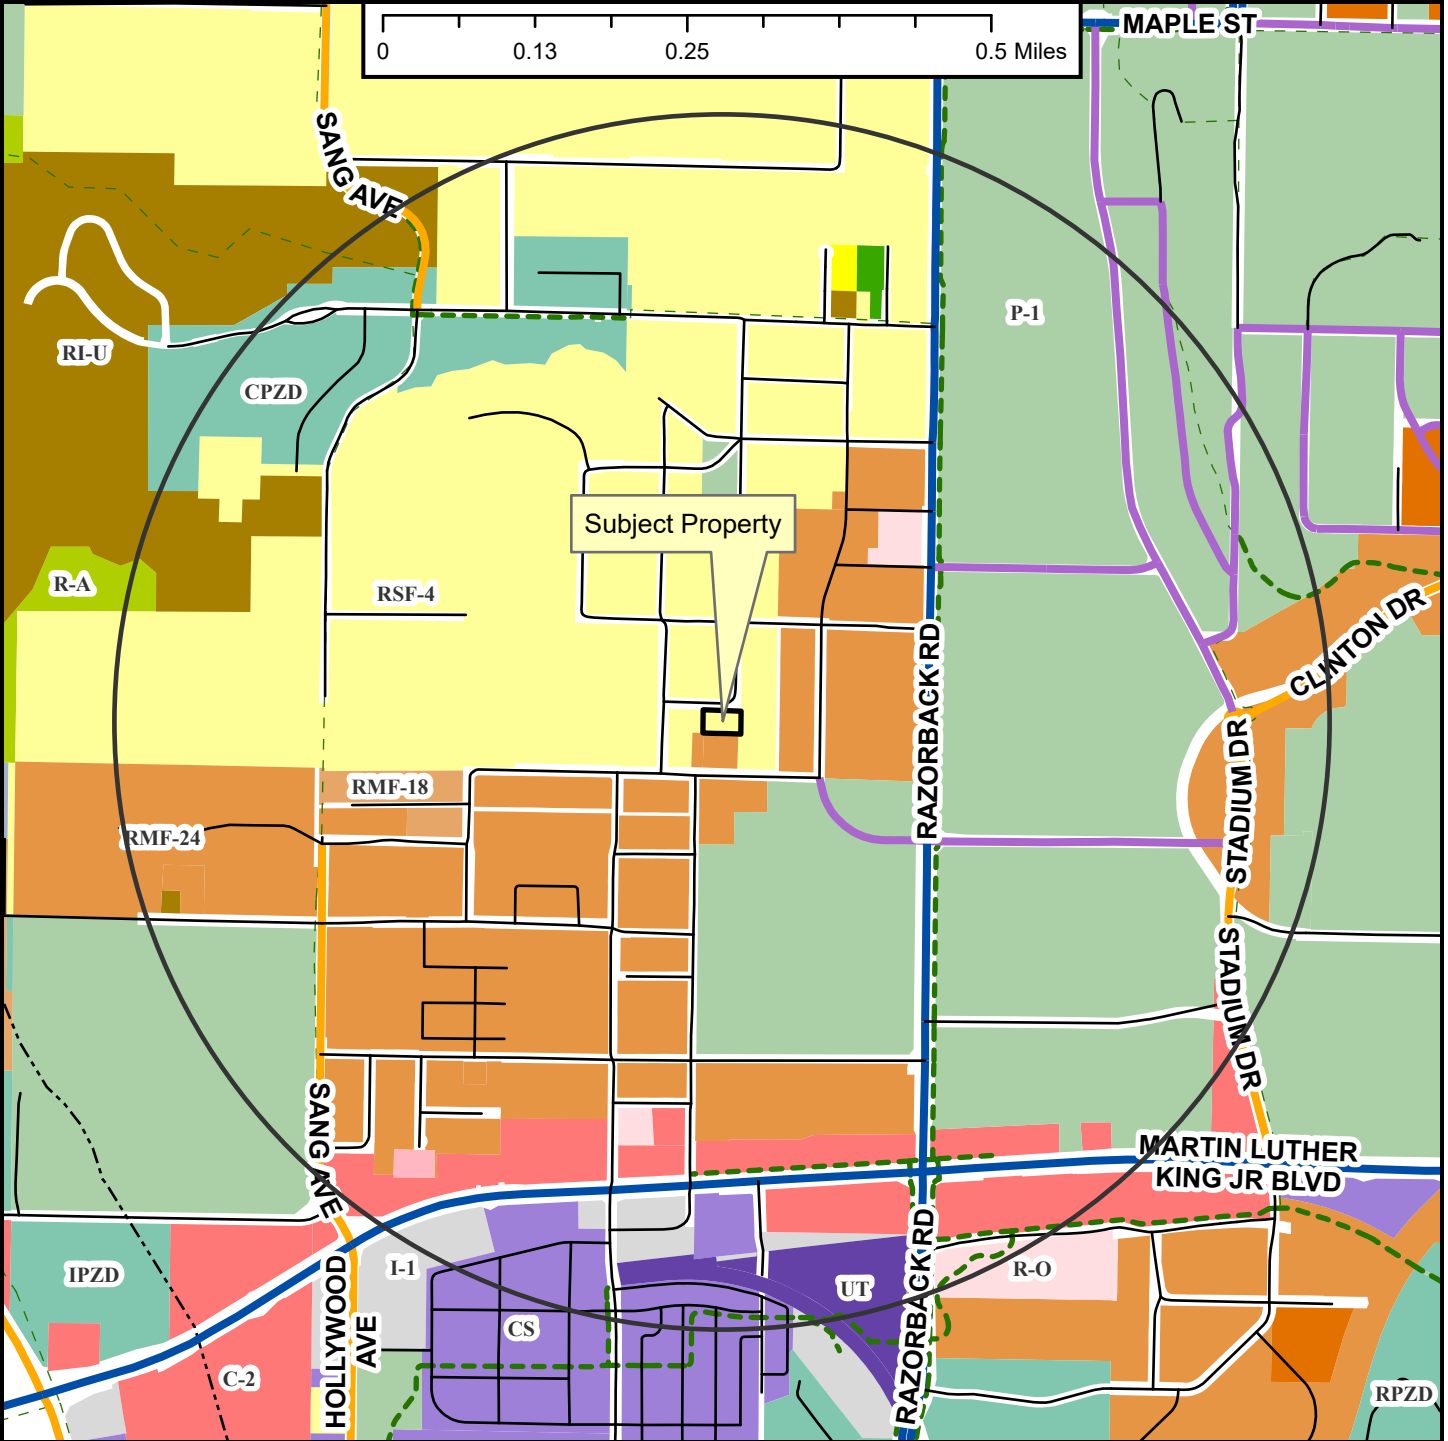 MAPLE ST
0 0.13 0.25 0.5 Miles
SANG AVE
P-1
RI-U
CPZD
Subject Property
R-A
RSF-4
CLINTON DR
RAZORBACK RD
STADIUM DR
RMF-18
RMF-24
STADIUM DR
SANG AVE
MARTIN LUTHER
KING JR BLVD
RAZORBACK RD
HOLLYWOOD
AVE
IPZD
I-1
R-O
UT
CS
C-2
RPZD